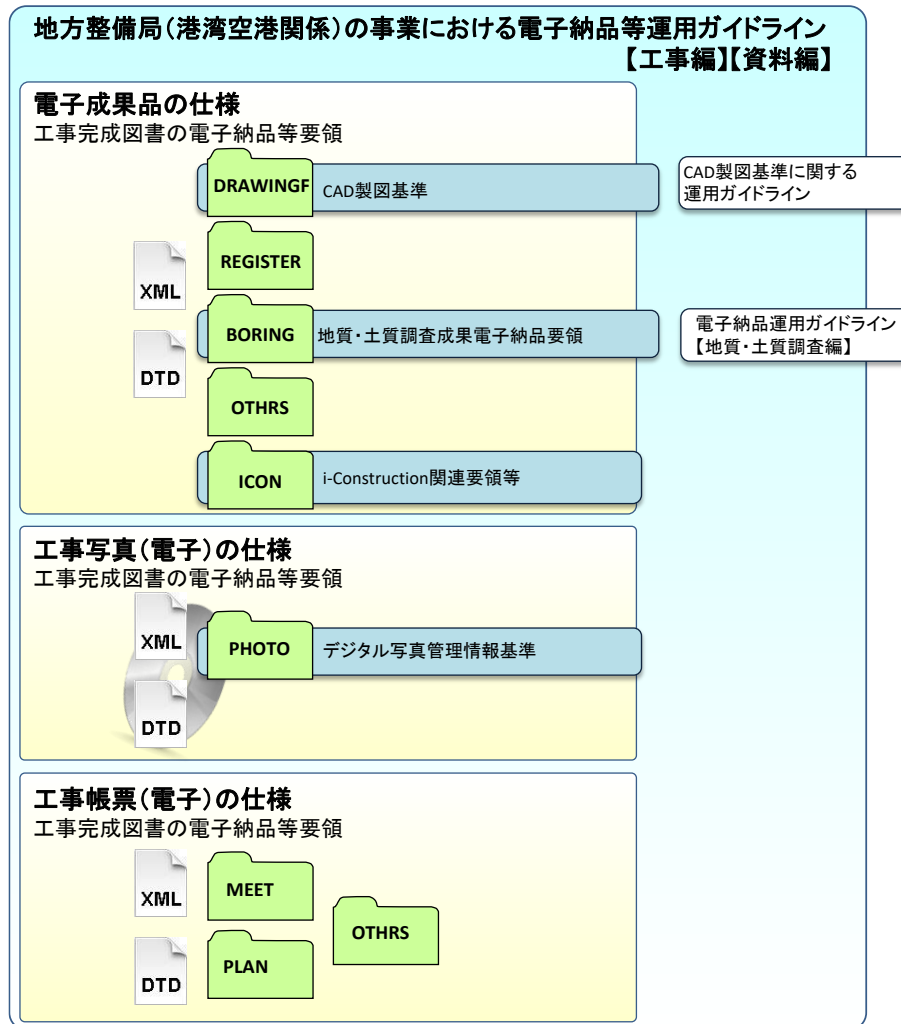 地方整備局(港湾空港関係)の事業における電子納品等運用ガイドライン
【工事編】【資料編】
電子成果品の仕様
工事完成図書の電子納品等要領
DRAWINGF
CAD製図基準
CAD製図基準に関する
運用ガイドライン
REGISTER
XML
BORING
地質・土質調査成果電子納品要領
電子納品運用ガイドライン
【地質・土質調査編】
DTD
OTHRS
ICON
i-Construction関連要領等
工事写真(電子)の仕様
工事完成図書の電子納品等要領
XML
PHOTO
デジタル写真管理情報基準
DTD
工事帳票(電子)の仕様
工事完成図書の電子納品等要領
XML
MEET
OTHRS
PLAN
DTD